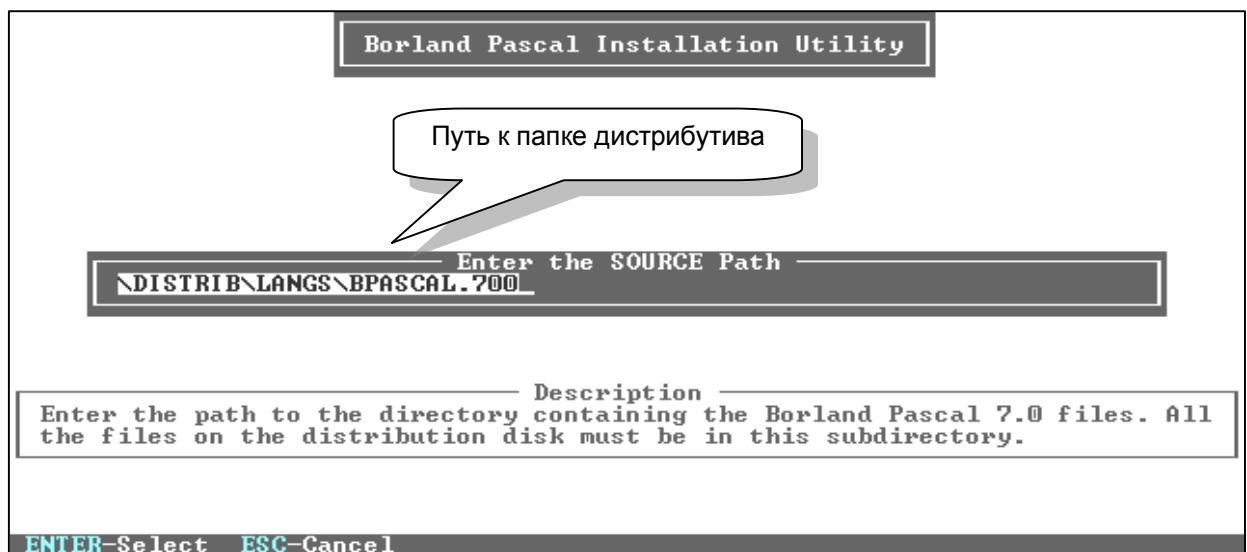 Borland Pascal Installation Utility
Путь к папке дистрибутива
Enter the SOURCE Path
\DISTRIB\LANGS\BPASCAL.700_
Description
Enter the path to the directory containing the Borland Pascal 7.0 files. All
the files on the distribution disk must be in this subdirectory.
ENTER-Select ESC-Cancel